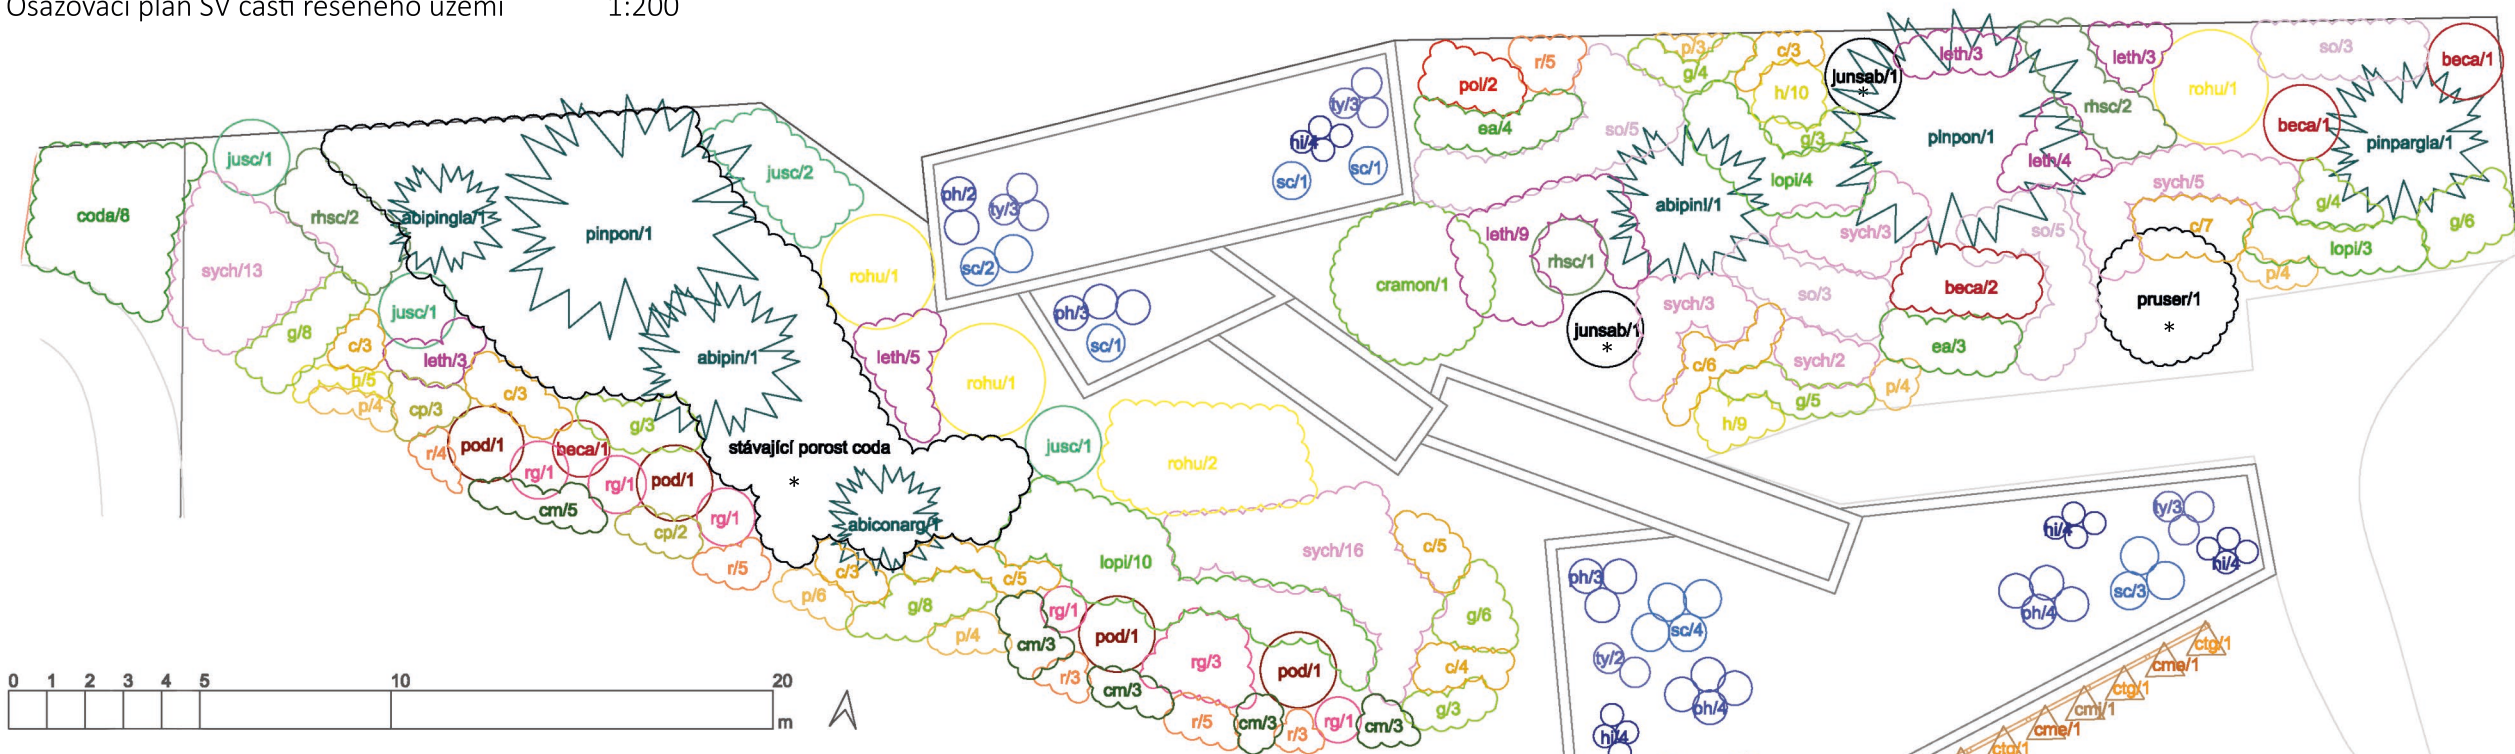 Osazovací plán SV části řešeného území 1:200
coda/8
jusc/1
sych/13
rhsc/2
abipingla/1
pinpon/1
jusc/2
rohu/1
jusc/1
g/8
c/3
leth/3
p/4
cp/3
c/3
abipin/1
leth/5
rohu/1
g/3
r/4
pod/1
beca/1
rg/1
rg/1
pod/1
cm/5
cp/2
rg/1
r/5
stávající porost coda
*
abiconarg/1
jusc/1
rohu/2
sych/16
lopi/10
c/5
c/3
c/5
p/6
g/8
p/4
rg/1
cm/3
pod/1
r/3
cm/3
rg/3
pod/1
r/5
cm/3
r/3
rg/1
cm/3
g/6
c/4
g/3
ph/2
ty/3
sc/2
ty/3
hi/4
sc/1
sc/1
ph/3
sc/1
pol/2
r/5
p/3
g/4
c/3
h/10
g/3
junsab/1
*
leth/3
ea/4
so/5
lopi/4
abipinl/1
pinpon/1
rhsc/2
leth/3
leth/4
rohu/1
so/3
beca/1
beca/1
pinpargla/1
sych/5
g/4
g/6
c/7
lopi/3
p/4
leth/9
rhsc/1
cramon/1
junsab/1
*
sych/3
sych/3
so/3
so/5
beca/2
ea/3
pruser/1
*
c/6
sych/2
p/4
g/5
h/9
ph/3
sc/4
ty/2
ph/4
hi/4
hi/4
ty/3
hi/4
ph/4
sc/3
ctg/1
cme/1
ctg/1
cmj/1
cme/1
ctg/1
0 1 2 3 4 5 10 20
m